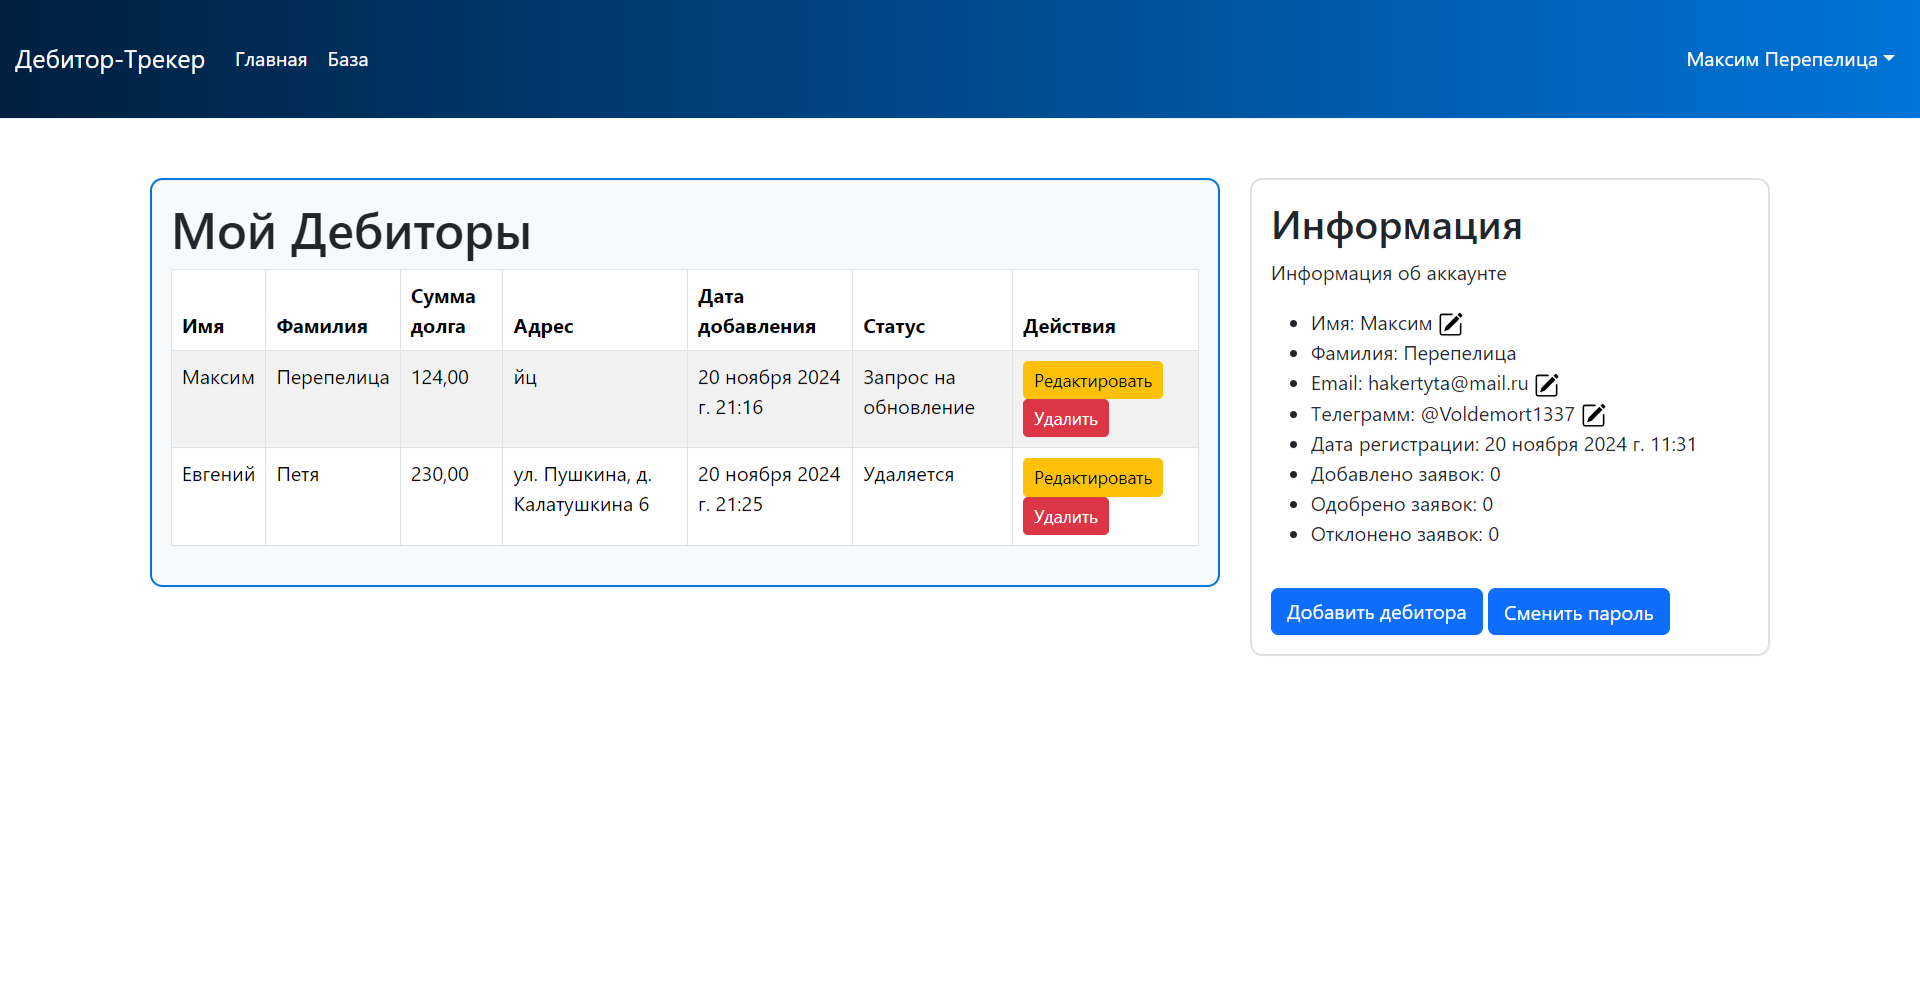 Дебитор-Трекер Главная База Максим Перепелица
Мой Дебиторы
Имя Фамилия Сумма долга Адрес Дата добавления Статус Действия
Максим Перепелица 124,00 йц 20 ноября 2024 г. 21:16 Запрос на обновление Редактировать Удалить
Евгений Петя 230,00 ул. Пушкина, д. Калатушкина 6 20 ноября 2024 г. 21:25 Удаляется Редактировать Удалить
Информация
Информация об аккаунте
Имя: Максим
Фамилия: Перепелица
Email: hakertyta@mail.ru
Телеграмм: @Voldemort1337
Дата регистрации: 20 ноября 2024 г. 11:31
Добавлено заявок: 0
Одобрено заявок: 0
Отклонено заявок: 0
Добавить дебитора Сменить пароль